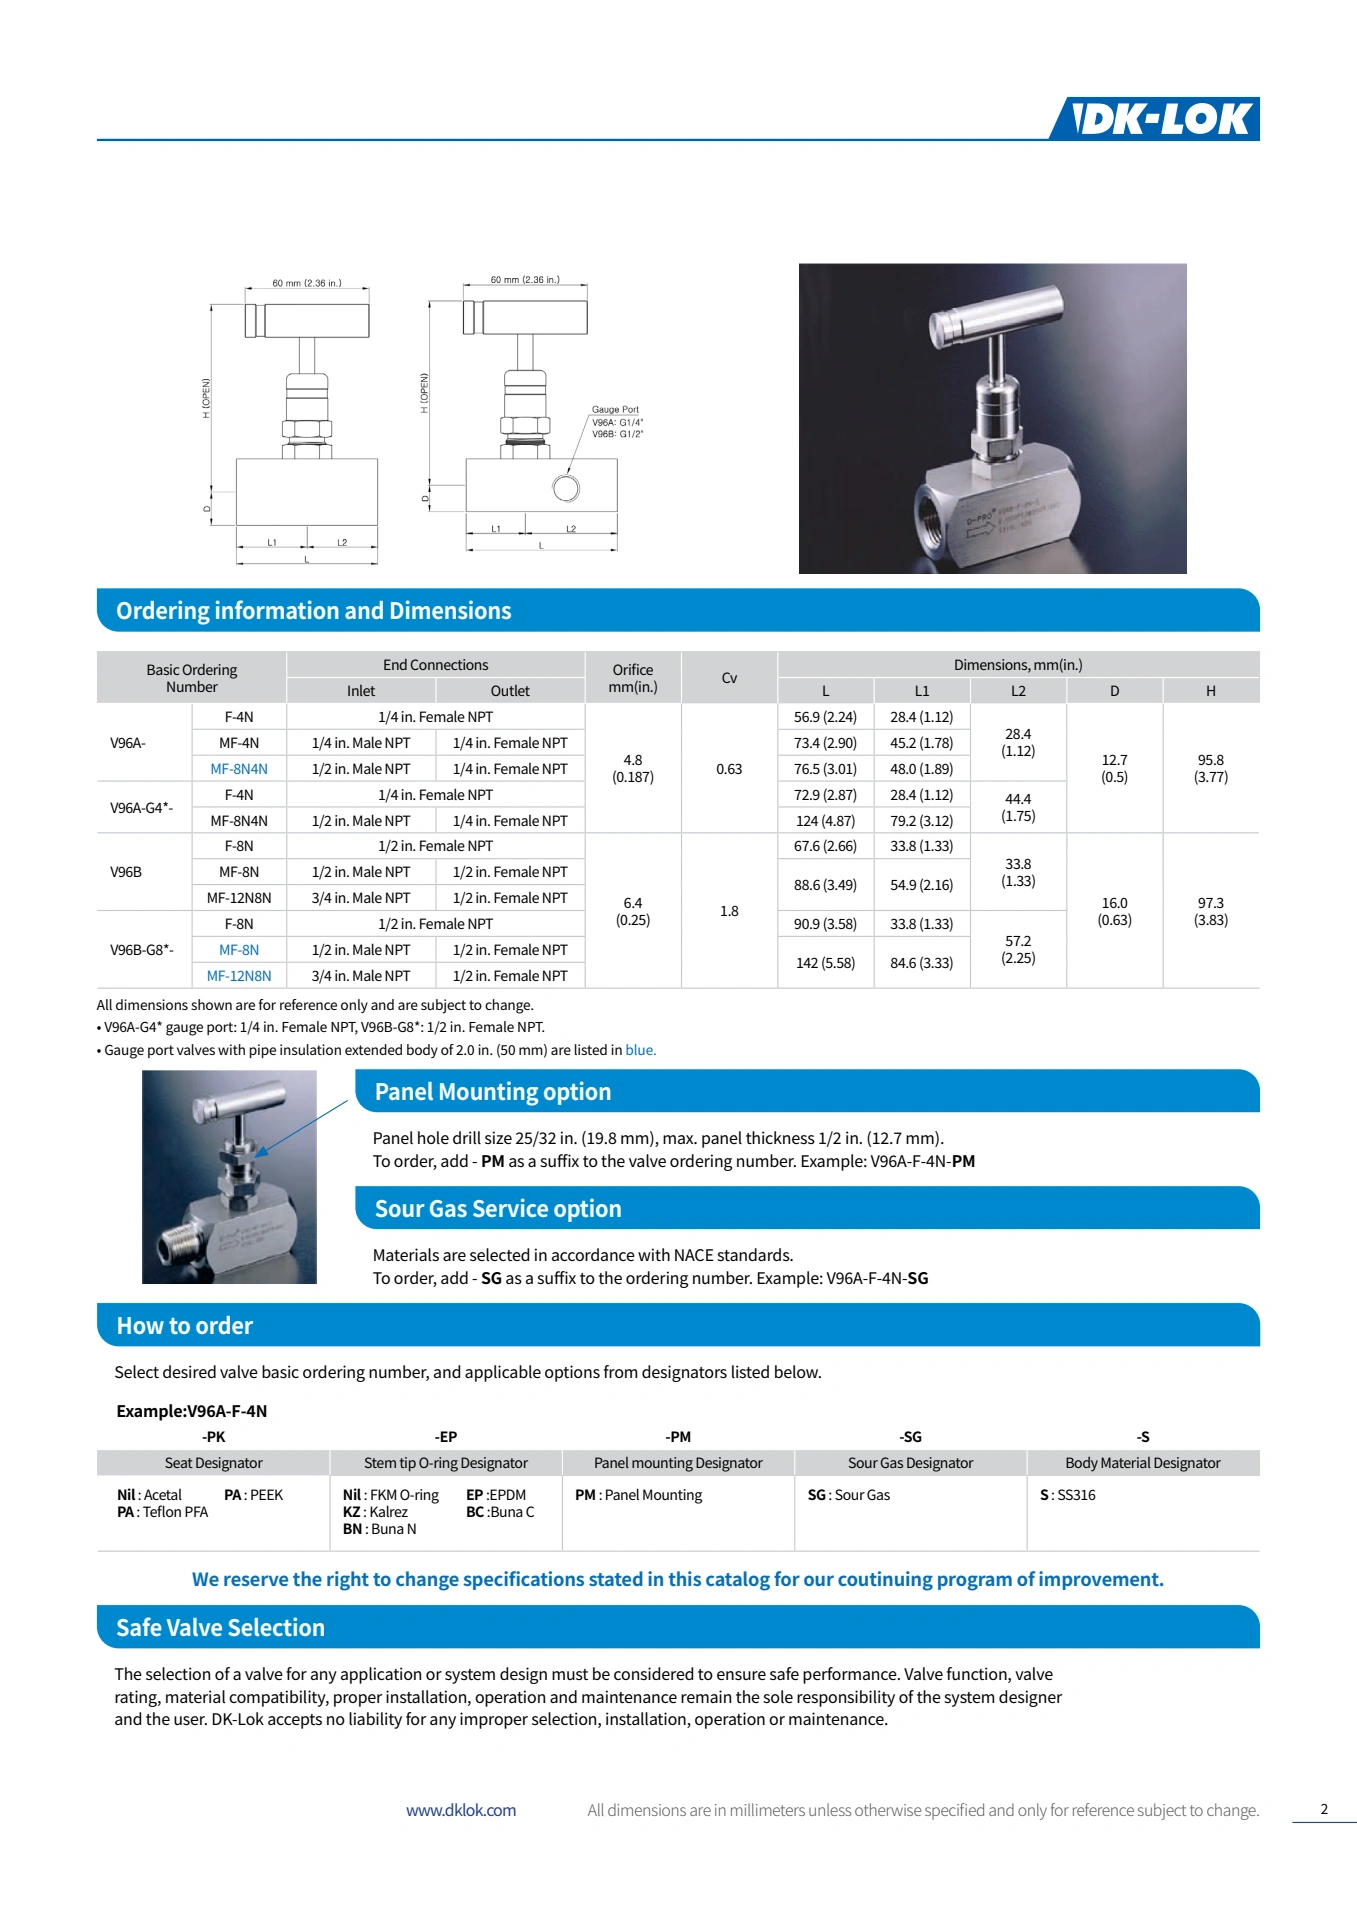 DK-LOK
60 mm (2.36 in.)
H (OPEN)
D
L1
L2
L
60 mm (2.36 in.)
H (OPEN)
Gauge Port
V96A: G1/4"
V96B: G1/2"
D
L1
L2
L
D-PRO
Ordering information and Dimensions
Basic Ordering Number
End Connections
Orifice mm(in.)
Cv
Dimensions, mm(in.)
Inlet
Outlet
L
L1
L2
D
H
V96A-
F-4N
1/4 in. Female NPT
4.8 (0.187)
0.63
56.9 (2.24)
28.4 (1.12)
28.4 (1.12)
12.7 (0.5)
95.8 (3.77)
MF-4N
1/4 in. Male NPT
1/4 in. Female NPT
73.4 (2.90)
45.2 (1.78)
MF-8N4N
1/2 in. Male NPT
1/4 in. Female NPT
76.5 (3.01)
48.0 (1.89)
V96A-G4*-
F-4N
1/4 in. Female NPT
72.9 (2.87)
28.4 (1.12)
44.4 (1.75)
MF-8N4N
1/2 in. Male NPT
1/4 in. Female NPT
124 (4.87)
79.2 (3.12)
V96B
F-8N
1/2 in. Female NPT
6.4 (0.25)
1.8
67.6 (2.66)
33.8 (1.33)
33.8 (1.33)
16.0 (0.63)
97.3 (3.83)
MF-8N
1/2 in. Male NPT
1/2 in. Female NPT
88.6 (3.49)
54.9 (2.16)
MF-12N8N
3/4 in. Male NPT
1/2 in. Female NPT
V96B-G8*-
F-8N
1/2 in. Female NPT
90.9 (3.58)
33.8 (1.33)
57.2 (2.25)
MF-8N
1/2 in. Male NPT
1/2 in. Female NPT
142 (5.58)
84.6 (3.33)
MF-12N8N
3/4 in. Male NPT
1/2 in. Female NPT
All dimensions shown are for reference only and are subject to change.
• V96A-G4* gauge port: 1/4 in. Female NPT, V96B-G8*: 1/2 in. Female NPT.
• Gauge port valves with pipe insulation extended body of 2.0 in. (50 mm) are listed in blue.
Panel Mounting option
Panel hole drill size 25/32 in. (19.8 mm), max. panel thickness 1/2 in. (12.7 mm).
To order, add - PM as a suffix to the valve ordering number. Example: V96A-F-4N-PM
Sour Gas Service option
Materials are selected in accordance with NACE standards.
To order, add - SG as a suffix to the ordering number. Example: V96A-F-4N-SG
How to order
Select desired valve basic ordering number, and applicable options from designators listed below.
Example:V96A-F-4N
-PK -EP -PM -SG -S
Seat Designator
Stem tip O-ring Designator
Panel mounting Designator
Sour Gas Designator
Body Material Designator
Nil : Acetal PA : PEEK
PA : Teflon PFA
Nil : FKM O-ring EP :EPDM
KZ : Kalrez BC :Buna C
BN : Buna N
PM : Panel Mounting
SG : Sour Gas
S : SS316
We reserve the right to change specifications stated in this catalog for our coutinuing program of improvement.
Safe Valve Selection
The selection of a valve for any application or system design must be considered to ensure safe performance. Valve function, valve
rating, material compatibility, proper installation, operation and maintenance remain the sole responsibility of the system designer
and the user. DK-Lok accepts no liability for any improper selection, installation, operation or maintenance.
www.dklok.com
All dimensions are in millimeters unless otherwise specified and only for reference subject to change.
2